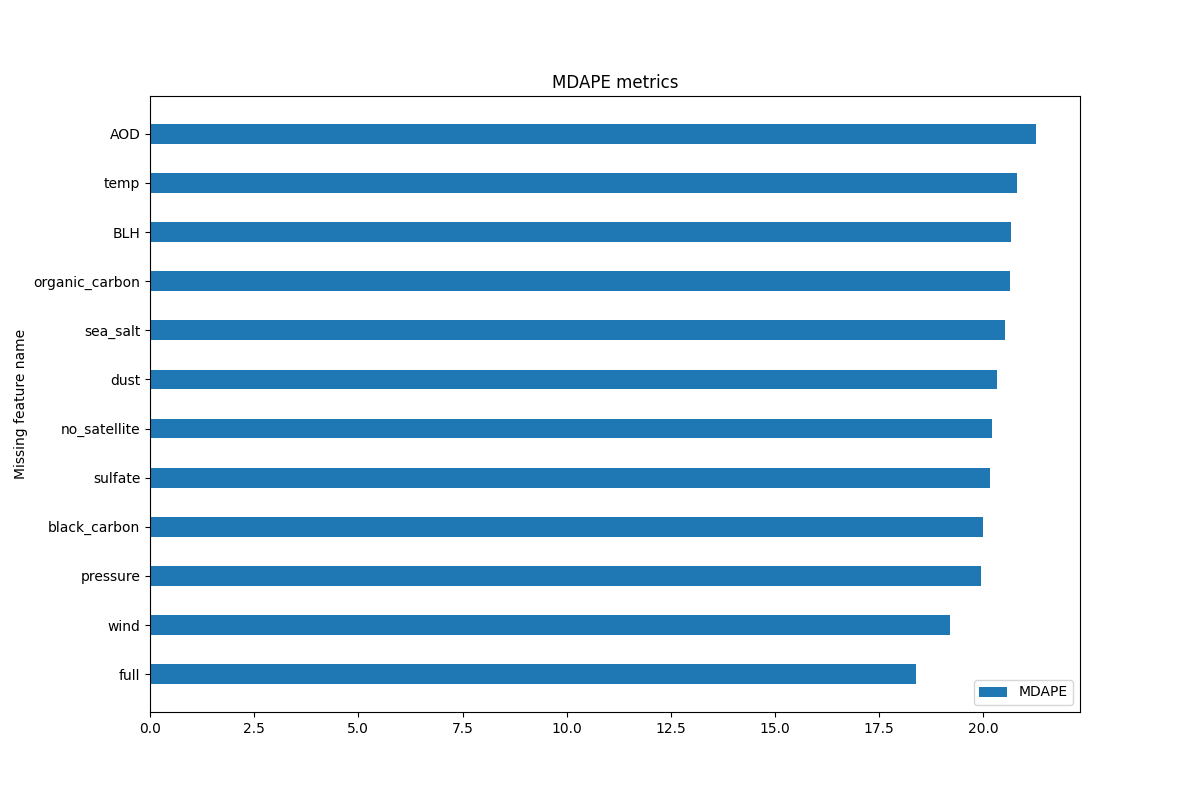 MDAPE metrics
Missing feature name
AOD
temp
BLH
organic_carbon
sea_salt
dust
no_satellite
sulfate
black_carbon
pressure
wind
full
MDAPE
0.0 2.5 5.0 7.5 10.0 12.5 15.0 17.5 20.0